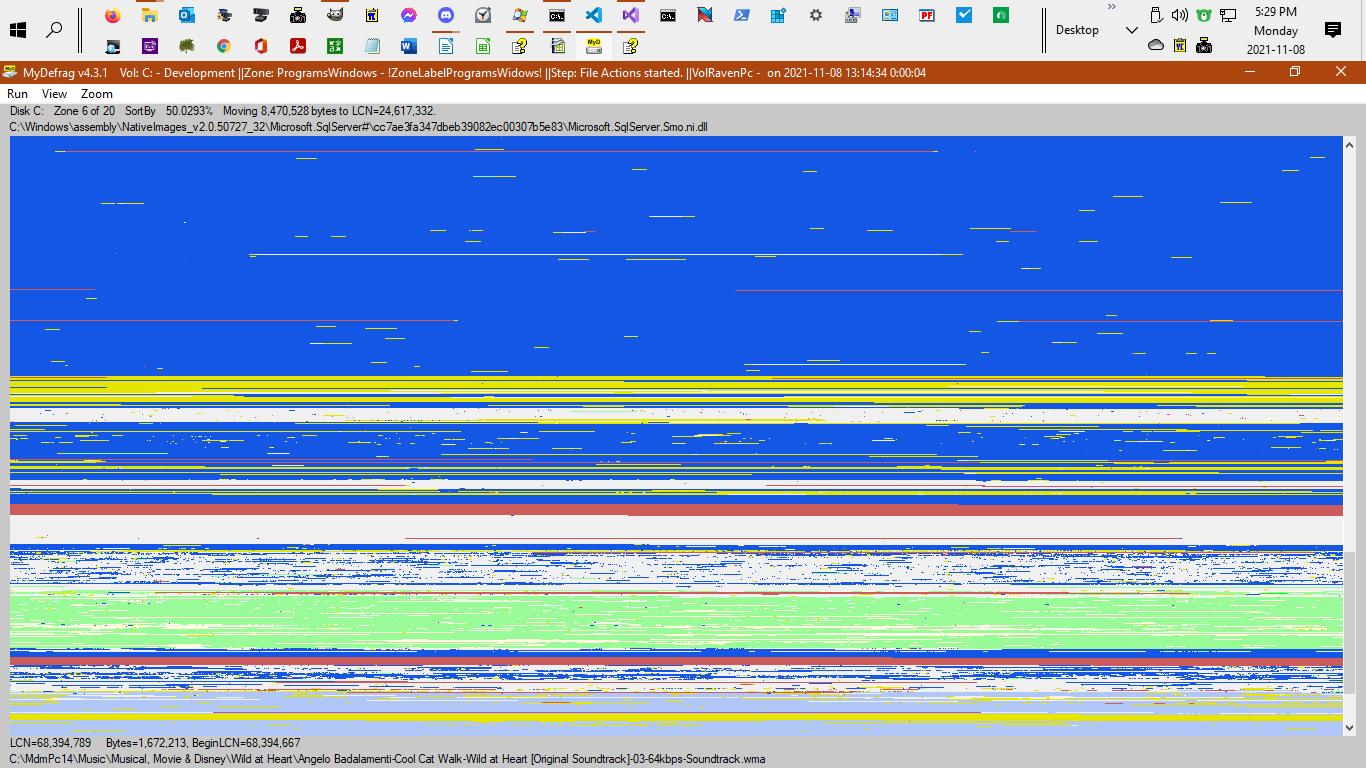 5:29 PM
Desktop
Monday
2021-11-08
MyDefrag v4.3.1 Vol: C: - Development ||Zone: ProgramsWindows - !ZoneLabelProgramsWidows! ||Step: File Actions started. ||VolRavenPc - on 2021-11-08 13:14:34 0:00:04
Run View Zoom
Disk C: Zone 6 of 20 SortBy 50.0293% Moving 8,470,528 bytes to LCN=24,617,332.
C:\Windows\assembly\NativeImages_v2.0.50727_32\Microsoft.SqlServer#\cc7ae3fa347dbeb39082ec00307b5e83\Microsoft.SqlServer.Smo.ni.dll
LCN=68,394,789 Bytes=1,672,213, BeginLCN=68,394,667
C:\MdmPc14\Music\Musical, Movie & Disney\Wild at Heart\Angelo Badalamenti-Cool Cat Walk-Wild at Heart [Original Soundtrack]-03-64kbps-Soundtrack.wma